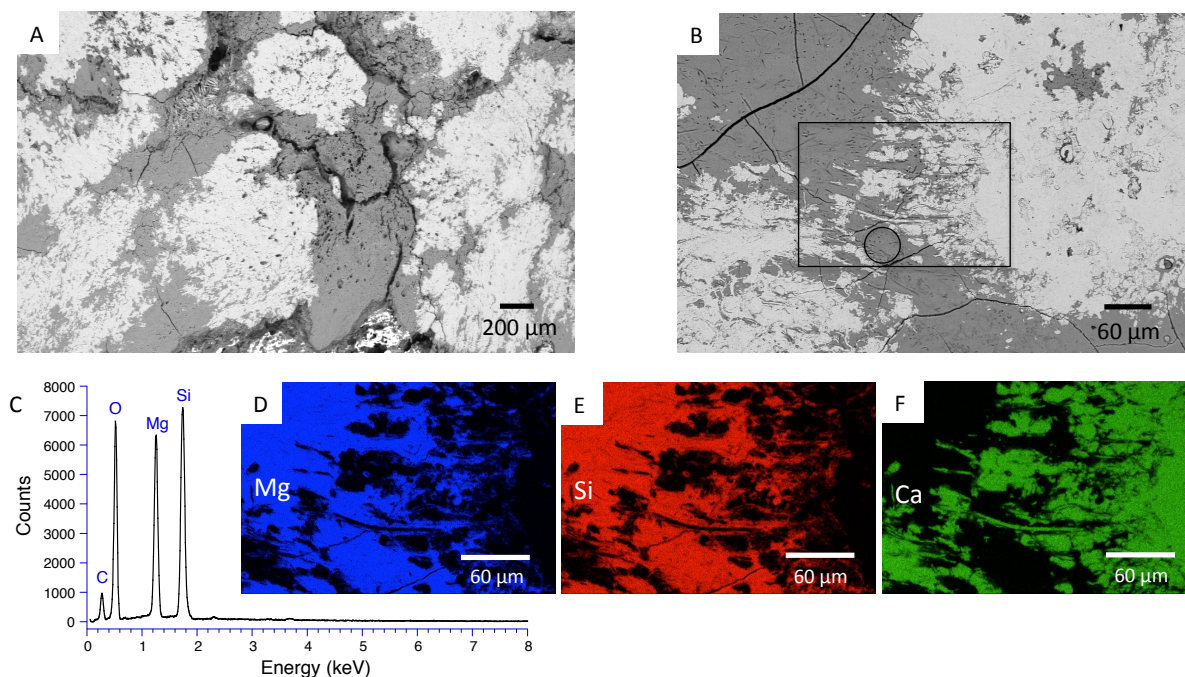 A
200 μm
B
60 μm
C
8000
7000
6000
5000
4000
3000
2000
1000
0
Counts
C
O
Mg
Si
0
1
2
3
4
5
6
7
8
Energy (keV)
D
Mg
60 μm
E
Si
60 μm
F
Ca
60 μm